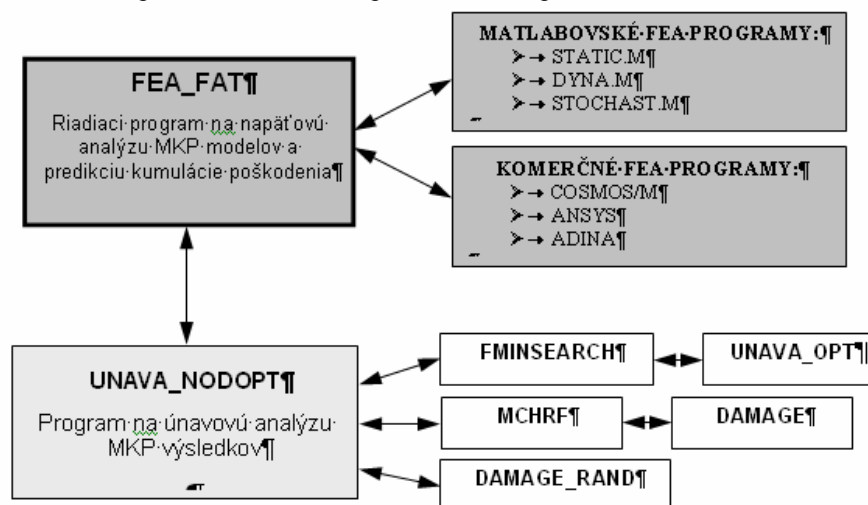 FEA_FAT¶
Riadiaci·program·na·napäťovú·
analýzu·MKP·modelov·a·
predikciu·kumulácie·poškodenia¶
MATLABOVSKÉ·FEA·PROGRAMY:¶
➢→STATIC.M¶
➢→DYNA.M¶
➢→STOCHAST.M¶
KOMERČNÉ·FEA·PROGRAMY:¶
➢→COSMOS/M¶
➢→ANSYS¶
➢→ADINA¶
UNAVA_NODOPT¶
Program·na·únavovú·analýzu·
MKP·výsledkov¶
FMINSEARCH¶
UNAVA_OPT¶
MCHRF¶
DAMAGE¶
DAMAGE_RAND¶